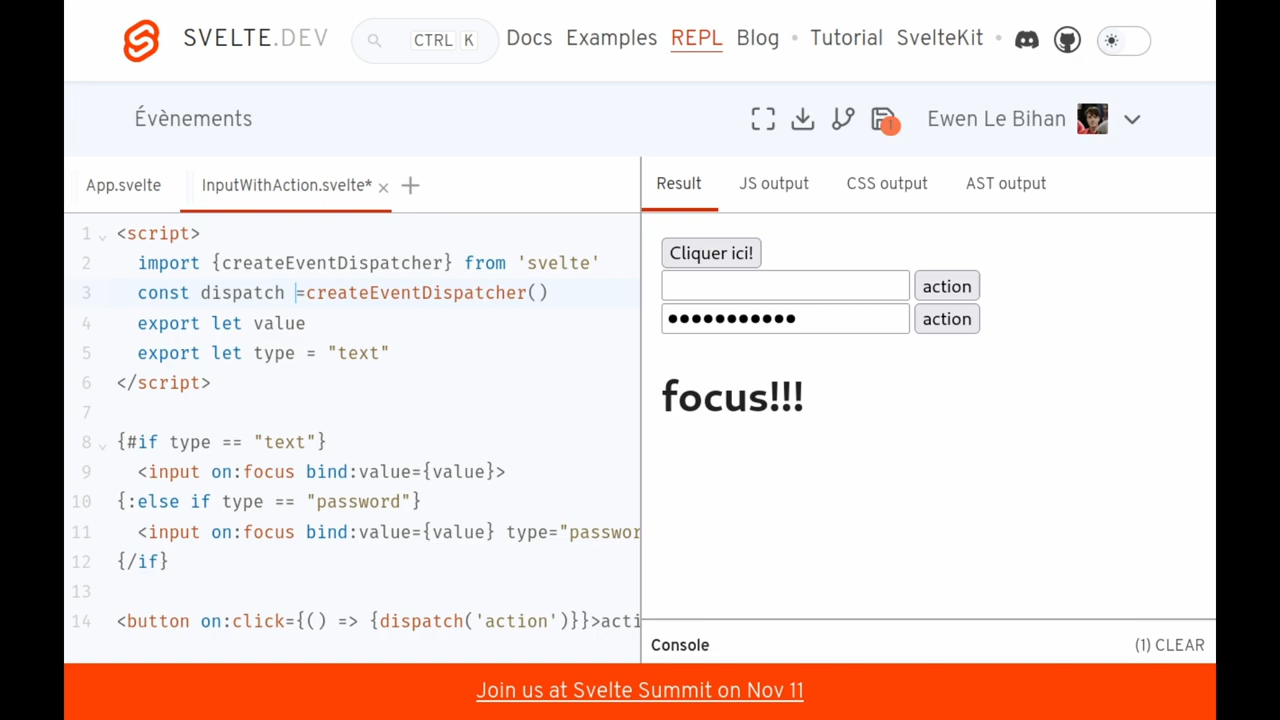 SVELTE.DEV CTRL K Docs Examples REPL Blog • Tutorial SvelteKit •
Évènements 1 Ewen Le Bihan
App.svelte InputWithAction.svelte* × +
Result JS output CSS output AST output
1 <script>
2 import {createEventDispatcher} from 'svelte'
3 const dispatch =createEventDispatcher()
4 export let value
5 export let type = "text"
6 </script>
7
8 {#if type == "text"}
9 <input on:focus bind:value={value}>
10 {:else if type == "password"}
11 <input on:focus bind:value={value} type="passwor
12 {/if}
13
14 <button on:click={() => {dispatch('action')}}>acti
Cliquer ici!
action
●●●●●●●●●●● action
focus!!!
Console (1) CLEAR
Join us at Svelte Summit on Nov 11